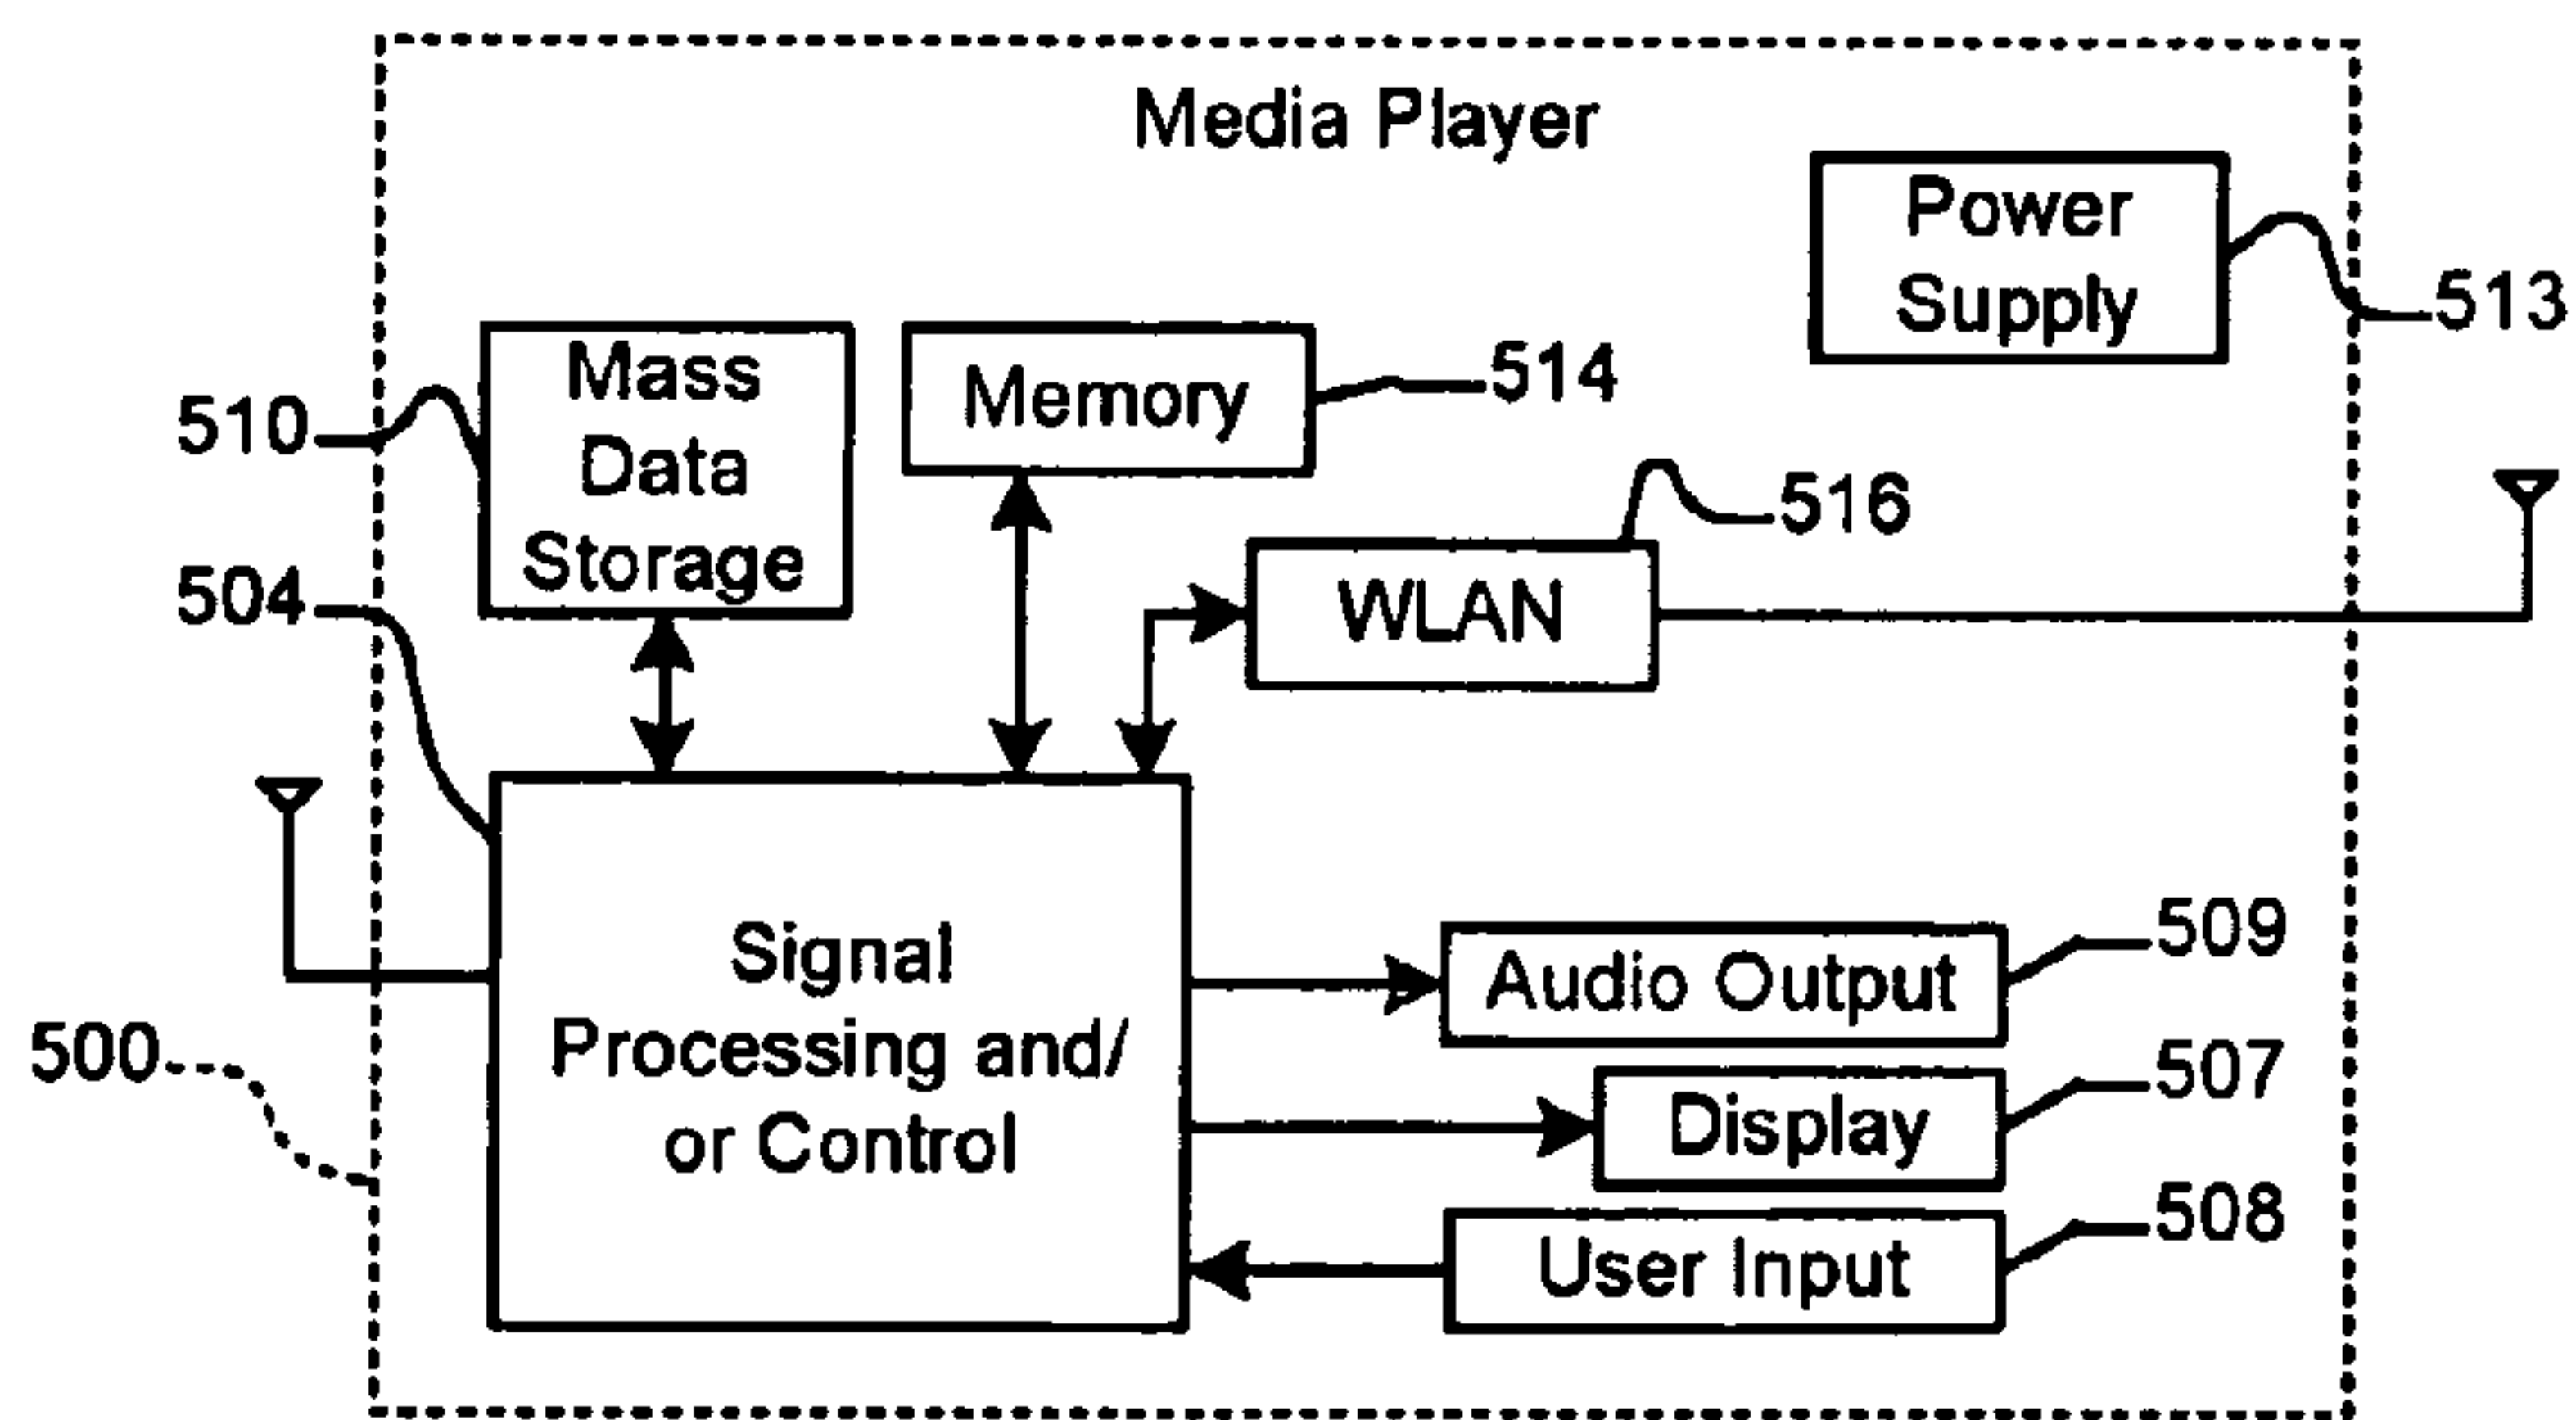 Media Player
Power
Supply
513
Mass
Data
Storage
510
Memory
514
516
WLAN
504
Signal
Processing and/
or Control
500
Audio Output
509
Display
507
User Input
508